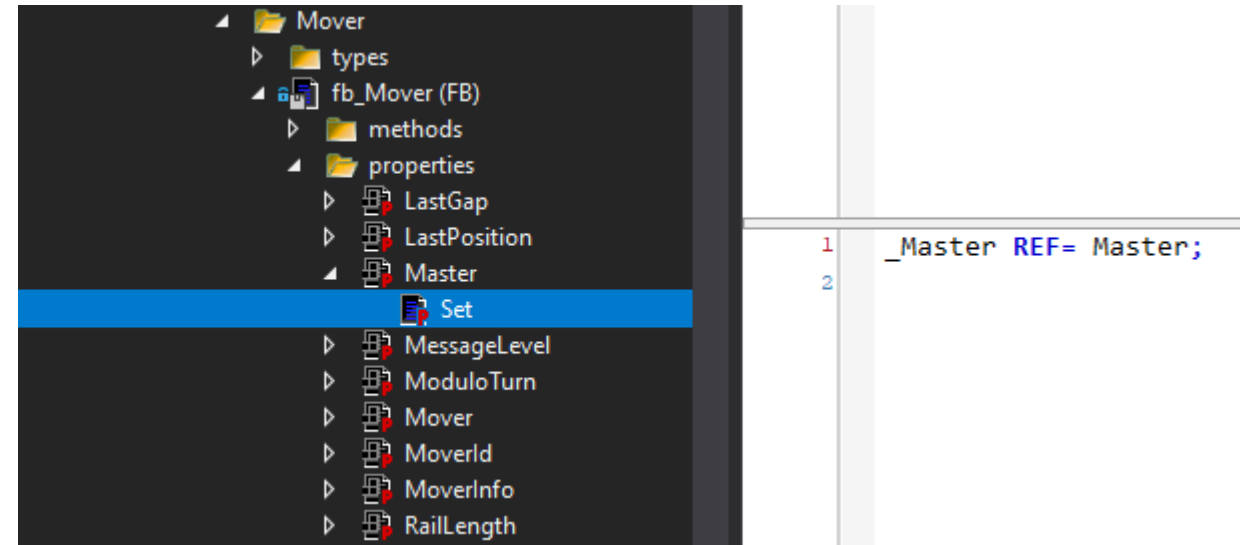 Mover
types
fb_Mover (FB)
methods
properties
LastGap
LastPosition
Master
Set
MessageLevel
ModuloTurn
Mover
MoverId
MoverInfo
RailLength
1 _Master REF= Master;
2